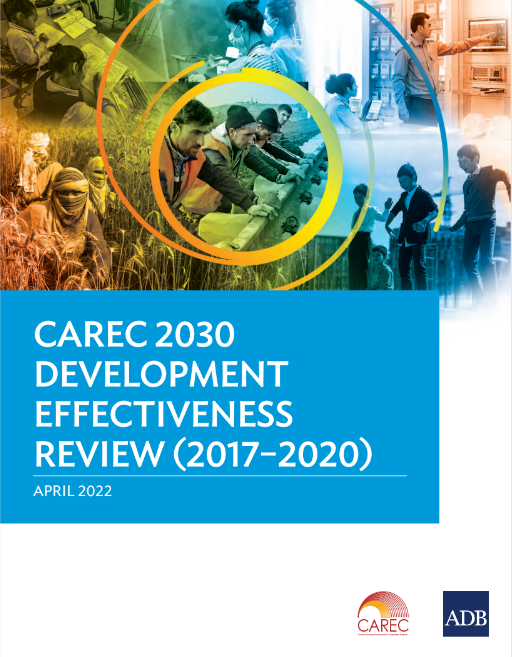 CAREC 2030
DEVELOPMENT
EFFECTIVENESS
REVIEW (2017–2020)
APRIL 2022
CAREC
ADB